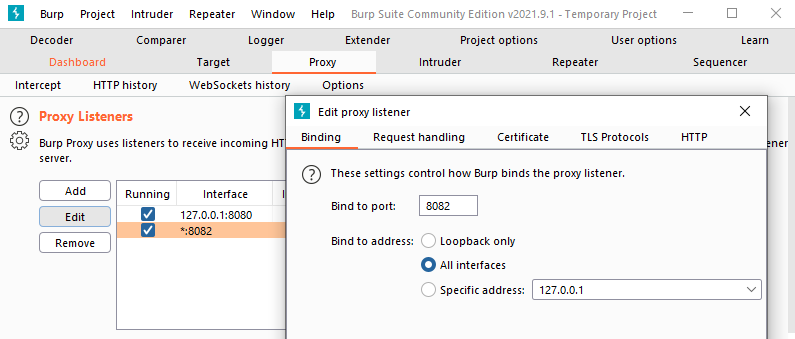 Burp Project Intruder Repeater Window Help Burp Suite Community Edition v2021.9.1 - Temporary Project
Decoder Comparer Logger Extender Project options User options Learn
Dashboard Target Proxy Intruder Repeater Sequencer
Intercept HTTP history WebSockets history Options
Proxy Listeners
Burp Proxy uses listeners to receive incoming HT
server.
Add
Edit
Remove
Running Interface
127.0.0.1:8080
*:8082
Edit proxy listener
Binding Request handling Certificate TLS Protocols HTTP
These settings control how Burp binds the proxy listener.
Bind to port: 8082
Bind to address: Loopback only
All interfaces
Specific address: 127.0.0.1